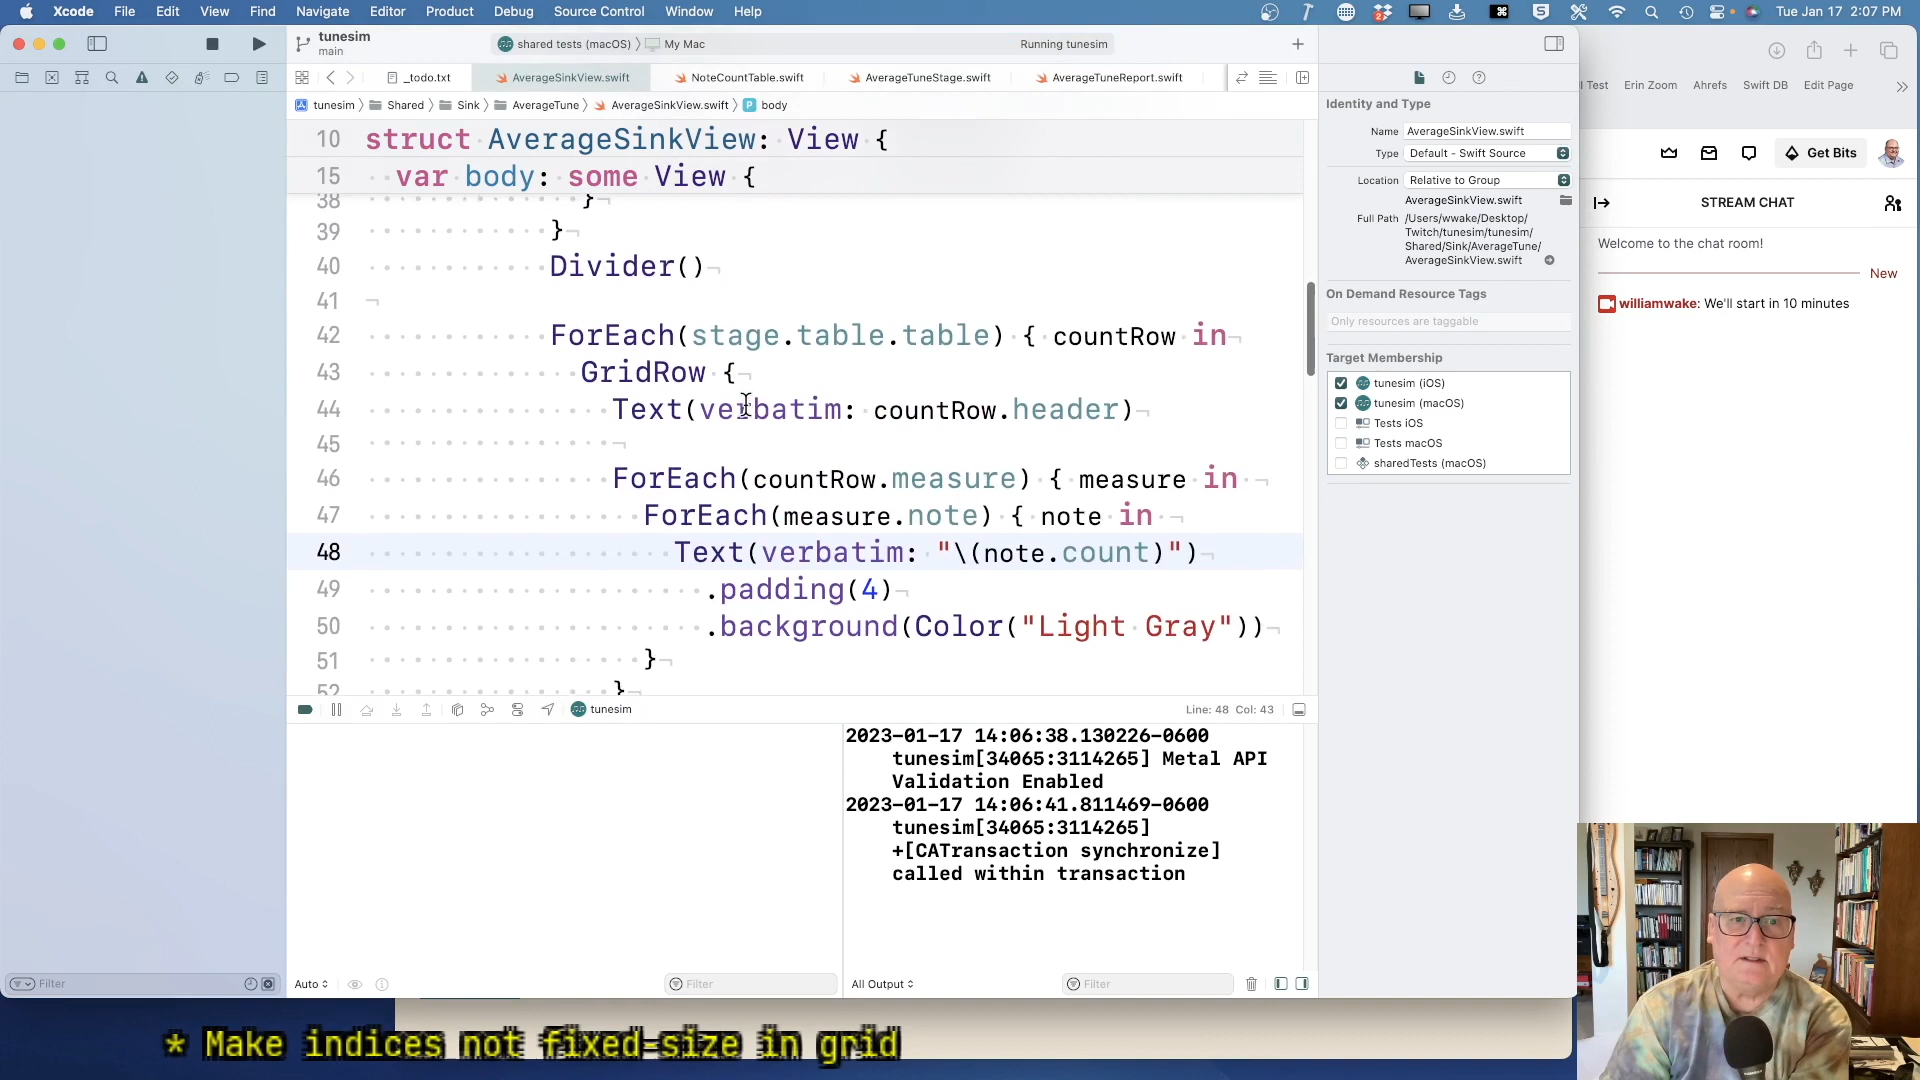 Xcode File Edit View Find Navigate Editor Product Debug Source Control Window Help Tue Jan 17 2:07 PM
tunesim
main
shared tests (macOS) My Mac Running tunesim
_todo.txt AverageSinkView.swift NoteCountTable.swift AverageTuneStage.swift AverageTuneReport.swift
Test Erin Zoom Ahrefs Swift DB Edit Page
tunesim Shared Sink AverageTune AverageSinkView.swift body
10 struct AverageSinkView: View {
15 var body: some View {
38 }
39 }
40 Divider()
41
42 ForEach(stage.table.table) { countRow in
43 GridRow {
44 Text(verbatim: countRow.header)
45
46 ForEach(countRow.measure) { measure in
47 ForEach(measure.note) { note in
48 Text(verbatim: "\(note.count)")
49 .padding(4)
50 .background(Color("Light Gray"))
51 }
52 }
tunesim Line: 48 Col: 43
2023-01-17 14:06:38.130226-0600
tunesim[34065:3114265] Metal API
Validation Enabled
2023-01-17 14:06:41.811469-0600
tunesim[34065:3114265]
+[CATransaction synchronize]
called within transaction
Filter Auto Filter All Output Filter
Identity and Type
Name AverageSinkView.swift
Type Default - Swift Source
Location Relative to Group
AverageSinkView.swift
Full Path /Users/wwake/Desktop/
Twitch/tunesim/tunesim/
Shared/Sink/AverageTune/
AverageSinkView.swift
On Demand Resource Tags
Only resources are taggable
Target Membership
tunesim (iOS)
tunesim (macOS)
Tests iOS
Tests macOS
sharedTests (macOS)
Get Bits
STREAM CHAT
Welcome to the chat room!
New
williamwake: We'll start in 10 minutes
* Make indices not fixed-size in grid